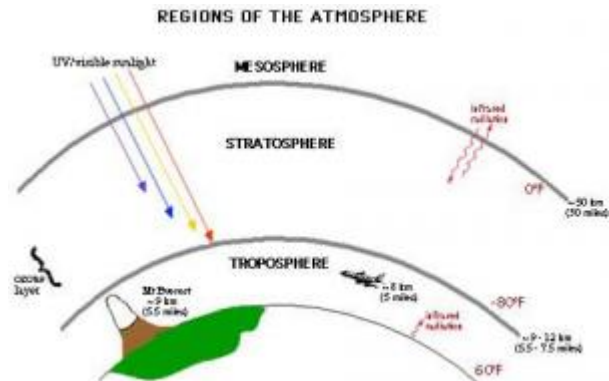 REGIONS OF THE ATMOSPHERE
UV/visible sunlight
MESOSPHERE
infrared
radiation
STRATOSPHERE
0°F
~50 km
(30 miles)
ozone
layer
TROPOSPHERE
Mt Everest
~9 km
(5.5 miles)
~8 km
(5 miles)
-80°F
~9 - 12 km
(5.5 - 7.5 miles)
infrared
radiation
60°F